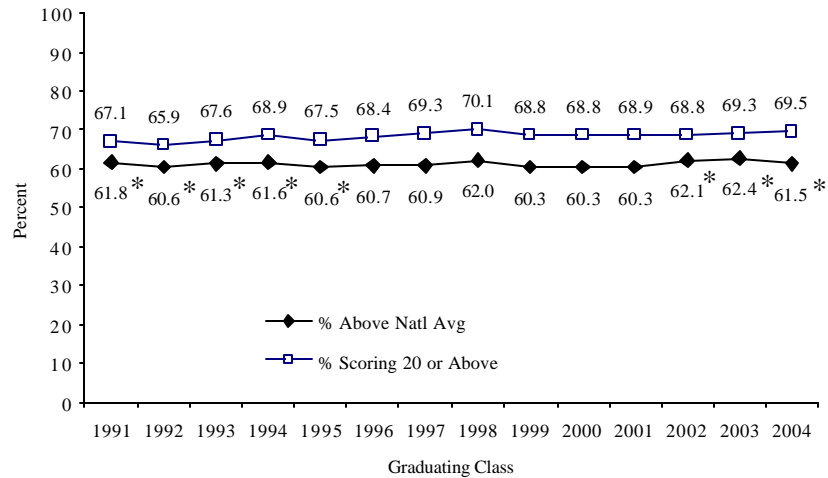 100
90
80
70
60
50
40
30
20
10
0
Percent
67.1 65.9 67.6 68.9 67.5 68.4 69.3 70.1 68.8 68.8 68.9 68.8 69.3 69.5
61.8 * 60.6 * 61.3 * 61.6 * 60.6 * 60.7 60.9 62.0 60.3 60.3 60.3 62.1 * 62.4 * 61.5 *
% Above Natl Avg
% Scoring 20 or Above
1991 1992 1993 1994 1995 1996 1997 1998 1999 2000 2001 2002 2003 2004
Graduating Class